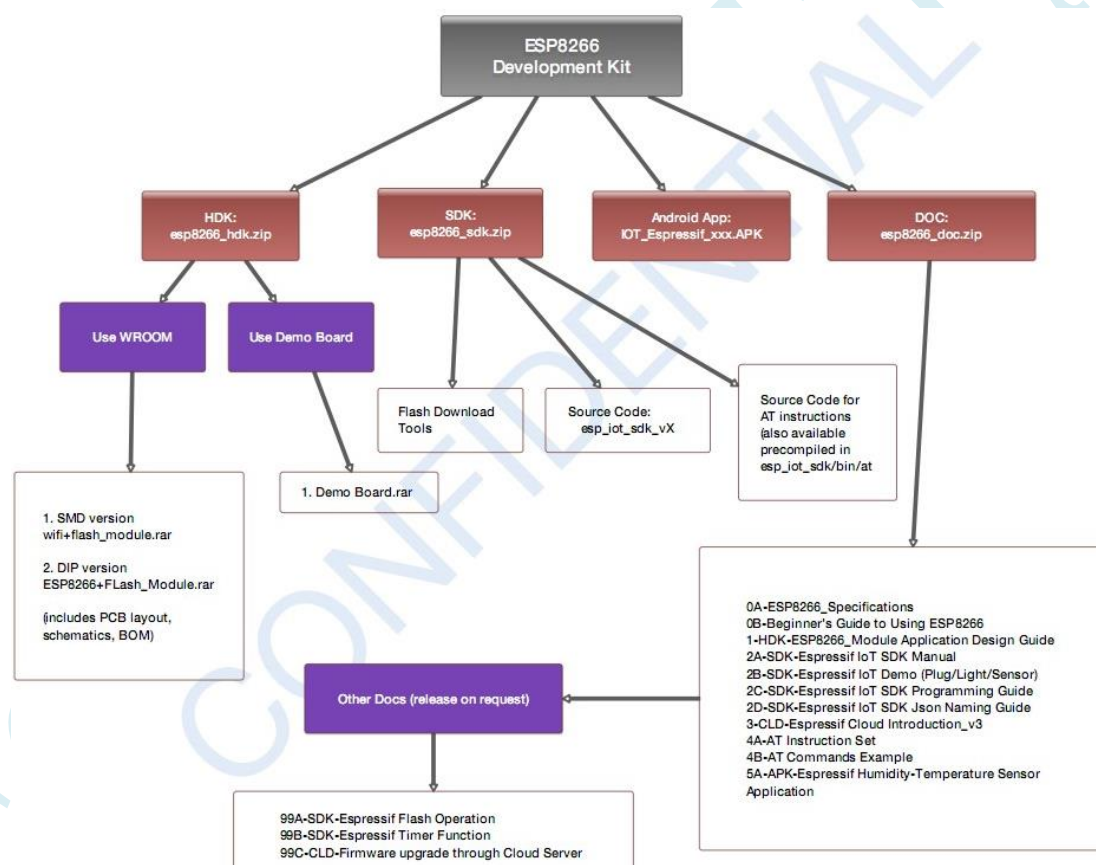 ESP8266
Development Kit
HDK:
esp8266_hdk.zip
SDK:
esp8266_sdk.zip
Android App:
IOT_Espressif_xxx.APK
DOC:
esp8266_doc.zip
Use WROOM
Use Demo Board
Flash Download
Tools
Source Code:
esp_iot_sdk_vX
Source Code for
AT instructions
(also available
precompiled in
esp_iot_sdk/bin/at
1. SMD version
wifi+flash_module.rar
2. DIP version
ESP8266+FLash_Module.rar
(includes PCB layout,
schematics, BOM)
1. Demo Board.rar
0A-ESP8266_Specifications
0B-Beginner's Guide to Using ESP8266
1-HDK-ESP8266_Module Application Design Guide
2A-SDK-Espressif IoT SDK Manual
2B-SDK-Espressif IoT Demo (Plug/Light/Sensor)
2C-SDK-Espressif IoT SDK Programming Guide
2D-SDK-Espressif IoT SDK Json Naming Guide
3-CLD-Espressif Cloud Introduction_v3
4A-AT Instruction Set
4B-AT Commands Example
5A-APK-Espressif Humidity-Temperature Sensor
Application
Other Docs (release on request)
99A-SDK-Espressif Flash Operation
99B-SDK-Espressif Timer Function
99C-CLD-Firmware upgrade through Cloud Server
CONFIDENTIAL